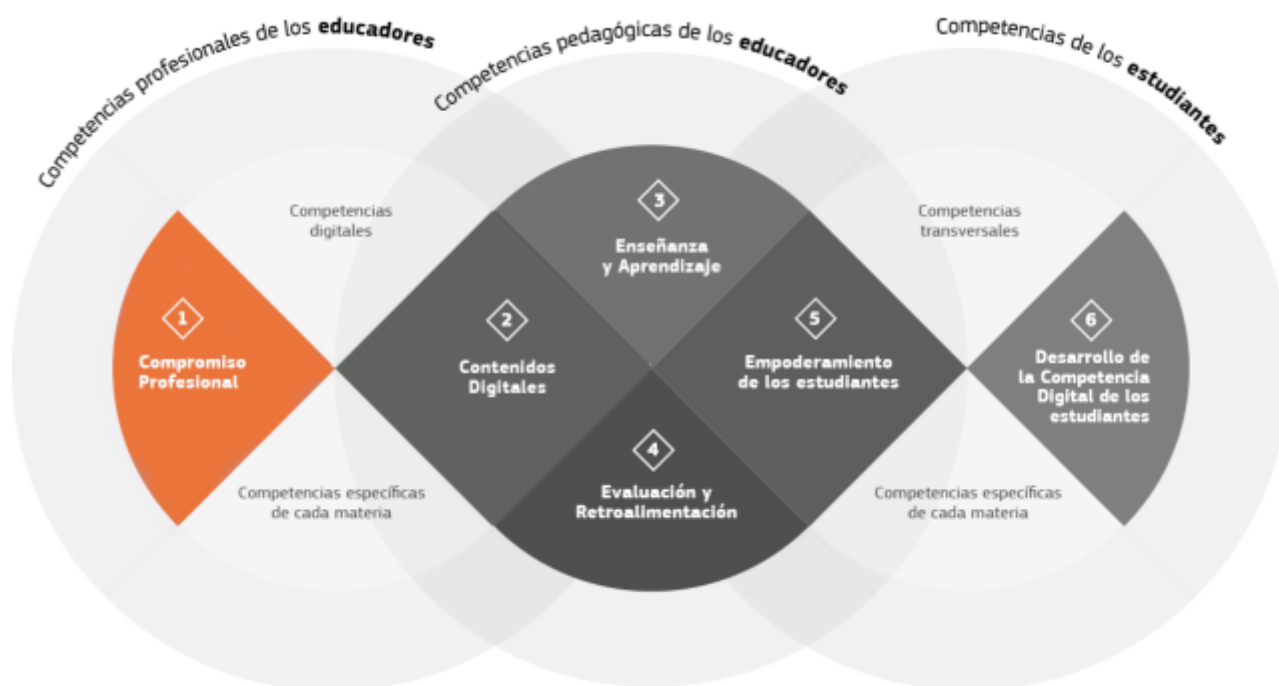 Competencias profesionales de los educadores
Competencias pedagógicas de los educadores
Competencias de los estudiantes
Competencias
digitales
Competencias
transversales
1
Compromiso
Profesional
2
Contenidos
Digitales
3
Enseñanza
y Aprendizaje
4
Evaluación y
Retroalimentación
5
Empoderamiento
de los estudiantes
6
Desarrollo de
la Competencia
Digital de los
estudiantes
Competencias específicas
de cada materia
Competencias específicas
de cada materia